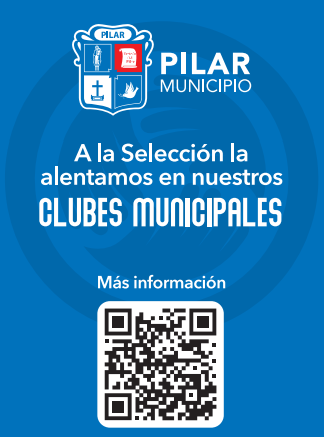 PILAR
PILAR
MUNICIPIO
A la Selección la
alentamos en nuestros
CLUBES MUNICIPALES
Más información